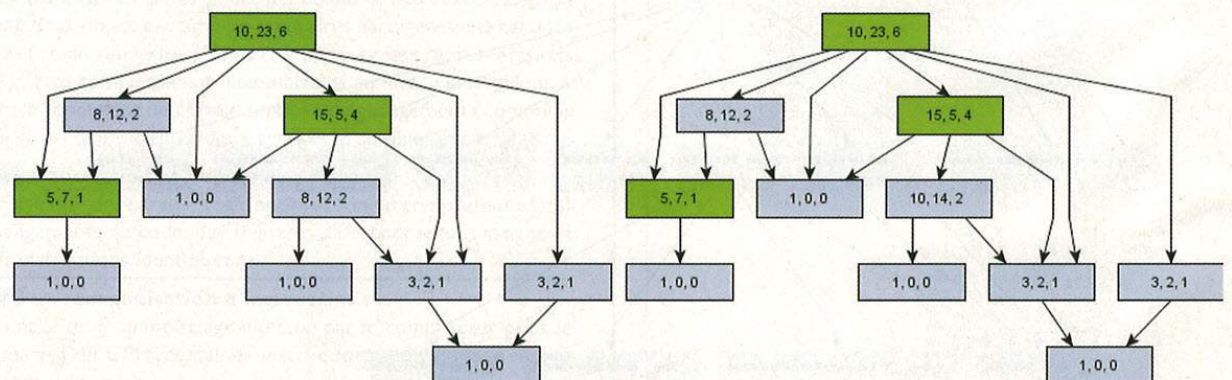 10, 23, 6
8, 12, 2
15, 5, 4
5, 7, 1
1, 0, 0
8, 12, 2
1, 0, 0
1, 0, 0
3, 2, 1
3, 2, 1
1, 0, 0
10, 23, 6
8, 12, 2
15, 5, 4
5, 7, 1
1, 0, 0
10, 14, 2
1, 0, 0
1, 0, 0
3, 2, 1
3, 2, 1
1, 0, 0